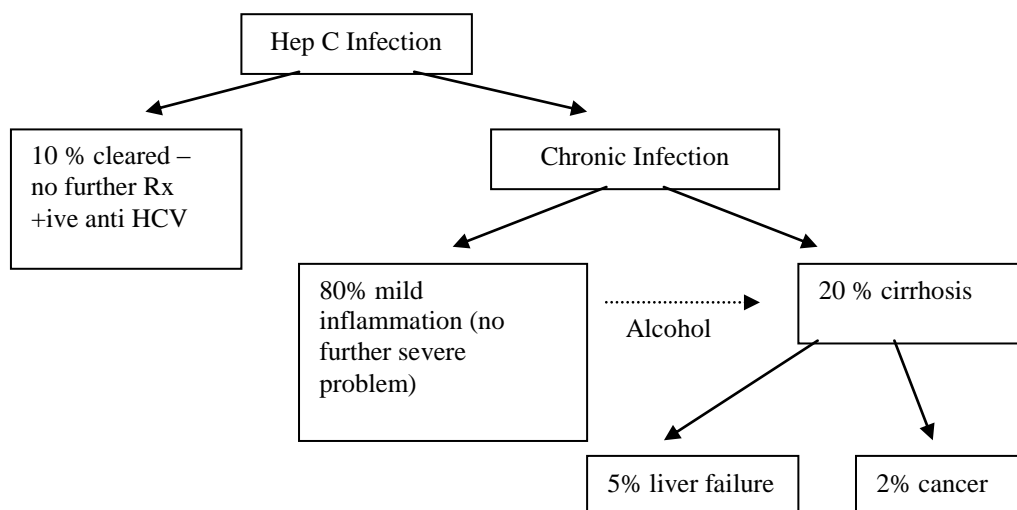 Hep C Infection
10 % cleared –
no further Rx
+ive anti HCV
Chronic Infection
80% mild
inflammation (no
further severe
problem)
Alcohol
20 % cirrhosis
5% liver failure
2% cancer